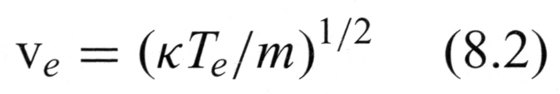 vₑ = (κTₑ/m)¹/² (8.2)